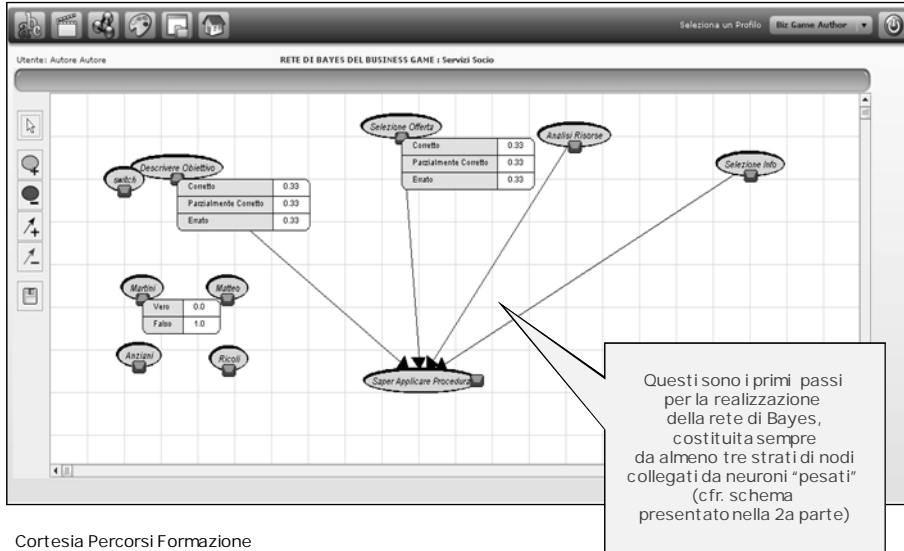 abc
Seleziona un Profilo Biz Game Author
Utente: Autore Autore
RETE DI BAYES DEL BUSINESS GAME : Servizi Socio
Selezione Offerta
Corretto 0.33
Parzialmente Corretto 0.33
Errato 0.33
Analisi Risorse
Selezione Info
switch
Descrivere Obiettivo
Corretto 0.33
Parzialmente Corretto 0.33
Errato 0.33
Martini
Matteo
Vero 0.0
Falso 1.0
Anziani
Ricoli
Saper Applicare Procedura
Questi sono i primi passi
per la realizzazione
della rete di Bayes,
costituita sempre
da almeno tre strati di nodi
collegati da neuroni “pesati”
(cfr. schema
presentato nella 2a parte)
Cortesia Percorsi Formazione